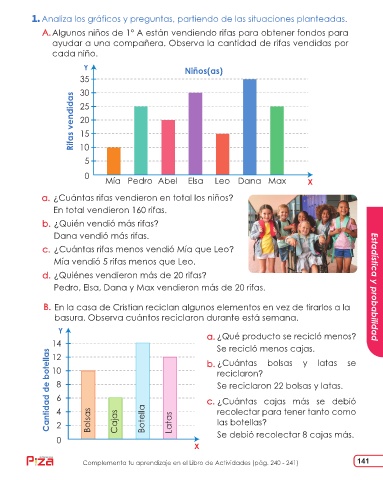 1. Analiza los gráficos y preguntas, partiendo de las situaciones planteadas.
A. Algunos niños de 1° A están vendiendo rifas para obtener fondos para
ayudar a una compañera. Observa la cantidad de rifas vendidas por
cada niño.
Y
Niños(as)
Rifas vendidas
35
30
25
20
15
10
5
0
Mía Pedro Abel Elsa Leo Dana Max X
a. ¿Cuántas rifas vendieron en total los niños?
En total vendieron 160 rifas.
b. ¿Quién vendió más rifas?
Dana vendió más rifas.
c. ¿Cuántas rifas menos vendió Mía que Leo?
Mía vendió 5 rifas menos que Leo.
d. ¿Quiénes vendieron más de 20 rifas?
Pedro, Elsa, Dana y Max vendieron más de 20 rifas.
Estadística y probabilidad
B. En la casa de Cristian reciclan algunos elementos en vez de tirarlos a la
basura. Observa cuántos reciclaron durante esta semana.
Y
Cantidad de botellas
14
12
10
8
6
4
2
0
Bolsas Cajas Botella Latas
X
a. ¿Qué producto se recicló menos?
Se recicló menos cajas.
b. ¿Cuántas bolsas y latas se
reciclaron?
Se reciclaron 22 bolsas y latas.
c. ¿Cuántas cajas más se debió
recolectar para tener tanto como
las botellas?
Se debió recolectar 8 cajas más.
Complementa tu aprendizaje en el Libro de Actividades (pág. 240 - 241)
141